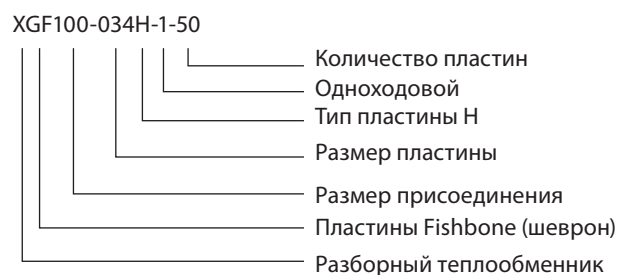 XGF100-034H-1-50
Количество пластин
Одноходовой
Тип пластины H
Размер пластины
Размер присоединения
Пластины Fishbone (шеврон)
Разборный теплообменник